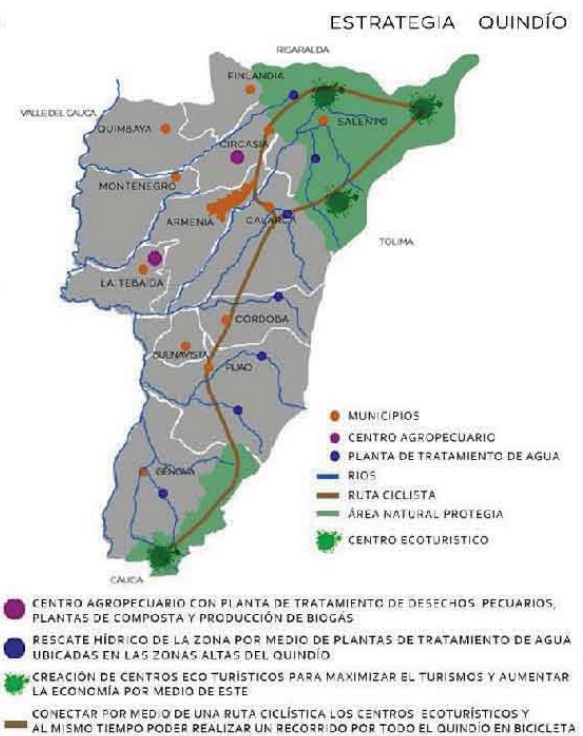 ESTRATEGIA QUINDÍO
RISARALDA
FINLANDIA
VALLE DEL CAUCA
QUIMBAYA
SALENTO
CIRCASIA
MONTENEGRO
ARMENIA
CALARCÁ
TOLIMA
LA TEBAIDA
CÓRDOBA
BUENAVISTA
PIJAO
GÉNOVA
CAUCA
MUNICIPIOS
CENTRO AGROPECUARIO
PLANTA DE TRATAMIENTO DE AGUA
RIOS
RUTA CICLISTA
ÁREA NATURAL PROTEGIA
CENTRO ECOTURISTICO
CENTRO AGROPECUARIO CON PLANTA DE TRATAMIENTO DE DESECHOS PECUARIOS,
PLANTAS DE COMPOSTA Y PRODUCCIÓN DE BIOGÁS
RESCATE HÍDRICO DE LA ZONA POR MEDIO DE PLANTAS DE TRATAMIENTO DE AGUA
UBICADAS EN LAS ZONAS ALTAS DEL QUINDÍO
CREACIÓN DE CENTROS ECO TURÍSTICOS PARA MAXIMIZAR EL TURISMOS Y AUMENTAR
LA ECONOMÍA POR MEDIO DE ESTE
CONECTAR POR MEDIO DE UNA RUTA CICLÍSTICA LOS CENTROS ECOTURÍSTICOS Y
AL MISMO TIEMPO PODER REALIZAR UN RECORRIDO POR TODO EL QUINDÍO EN BICICLETA